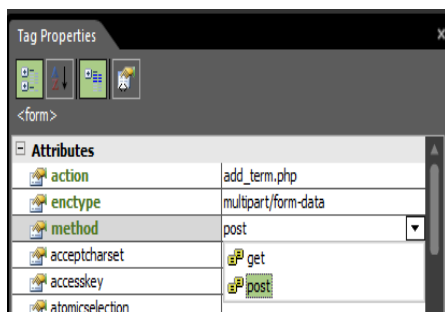 Tag Properties
x
<form>
Attributes
action add_term.php
enctype multipart/form-data
method post
acceptcharset get
accesskey post
atomicselection